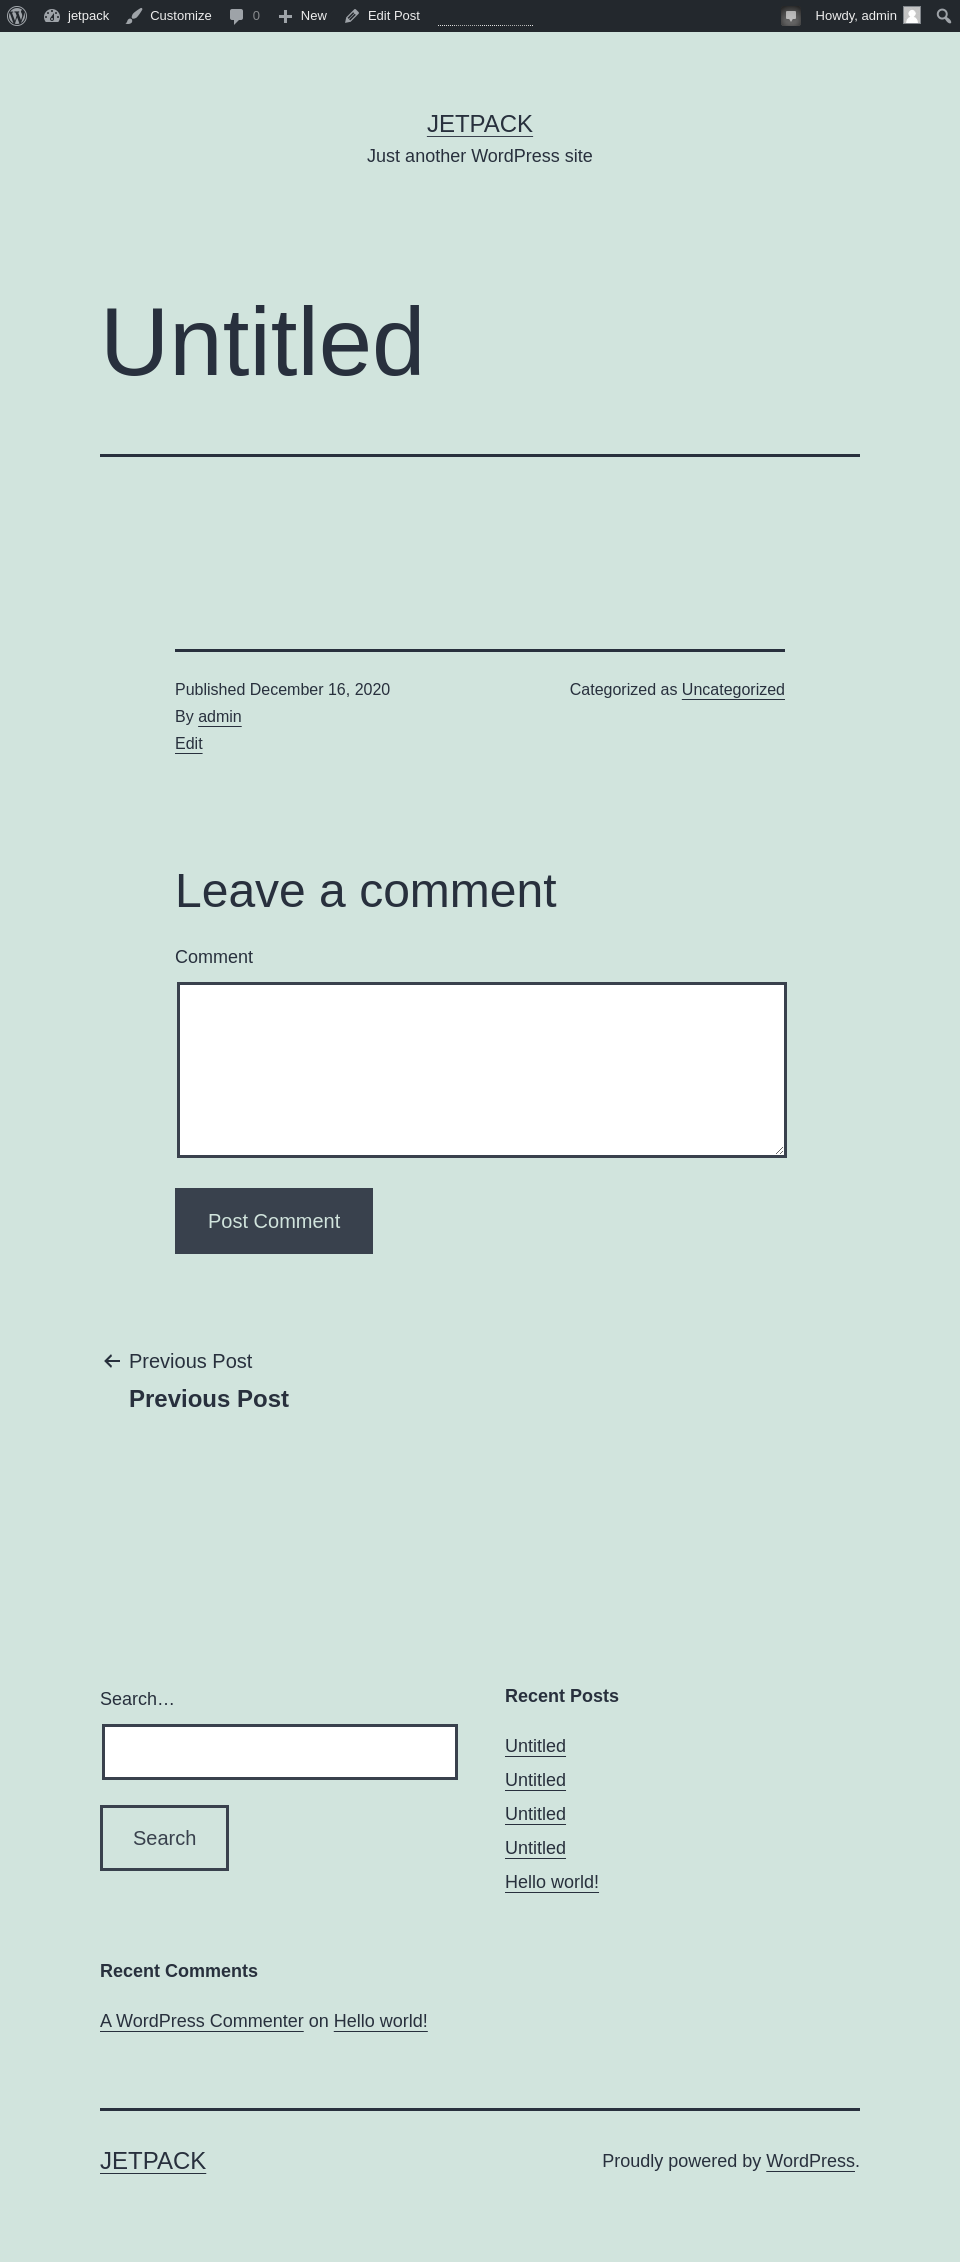 jetpack Customize 0 New Edit Post Howdy, admin
JETPACK
Just another WordPress site
Untitled
Published December 16, 2020
By admin
Edit
Categorized as Uncategorized
Leave a comment
Comment
Post Comment
Previous Post
Previous Post
Search…
Search
Recent Posts
Untitled
Untitled
Untitled
Untitled
Hello world!
Recent Comments
A WordPress Commenter on Hello world!
JETPACK
Proudly powered by WordPress.